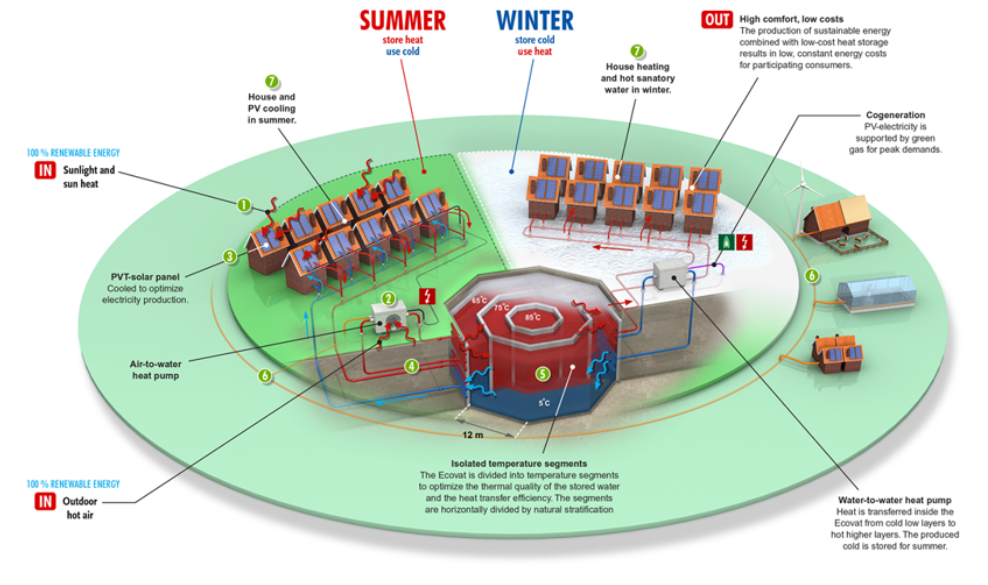 SUMMER
store heat
use cold
WINTER
store cold
use heat
OUT
High comfort, low costs
The production of sustainable energy
combined with low-cost heat storage
results in low, constant energy costs
for participating consumers.
7
House and
PV cooling
in summer.
7
House heating
and hot sanatory
water in winter.
Cogeneration
PV-electricity is
supported by green
gas for peak demands.
100 % RENEWABLE ENERGY
IN
Sunlight and
sun heat
1
3
PVT-solar panel
Cooled to optimize
electricity production.
2
6
65°C
75°C
85°C
Air-to-water
heat pump
4
5
6
5°C
12 m
Isolated temperature segments
The Ecovat is divided into temperature segments
to optimize the thermal quality of the stored water
and the heat transfer efficiency. The segments
are horizontally divided by natural stratification
100 % RENEWABLE ENERGY
IN
Outdoor
hot air
Water-to-water heat pump
Heat is transferred inside the
Ecovat from cold low layers to
hot higher layers. The produced
cold is stored for summer.